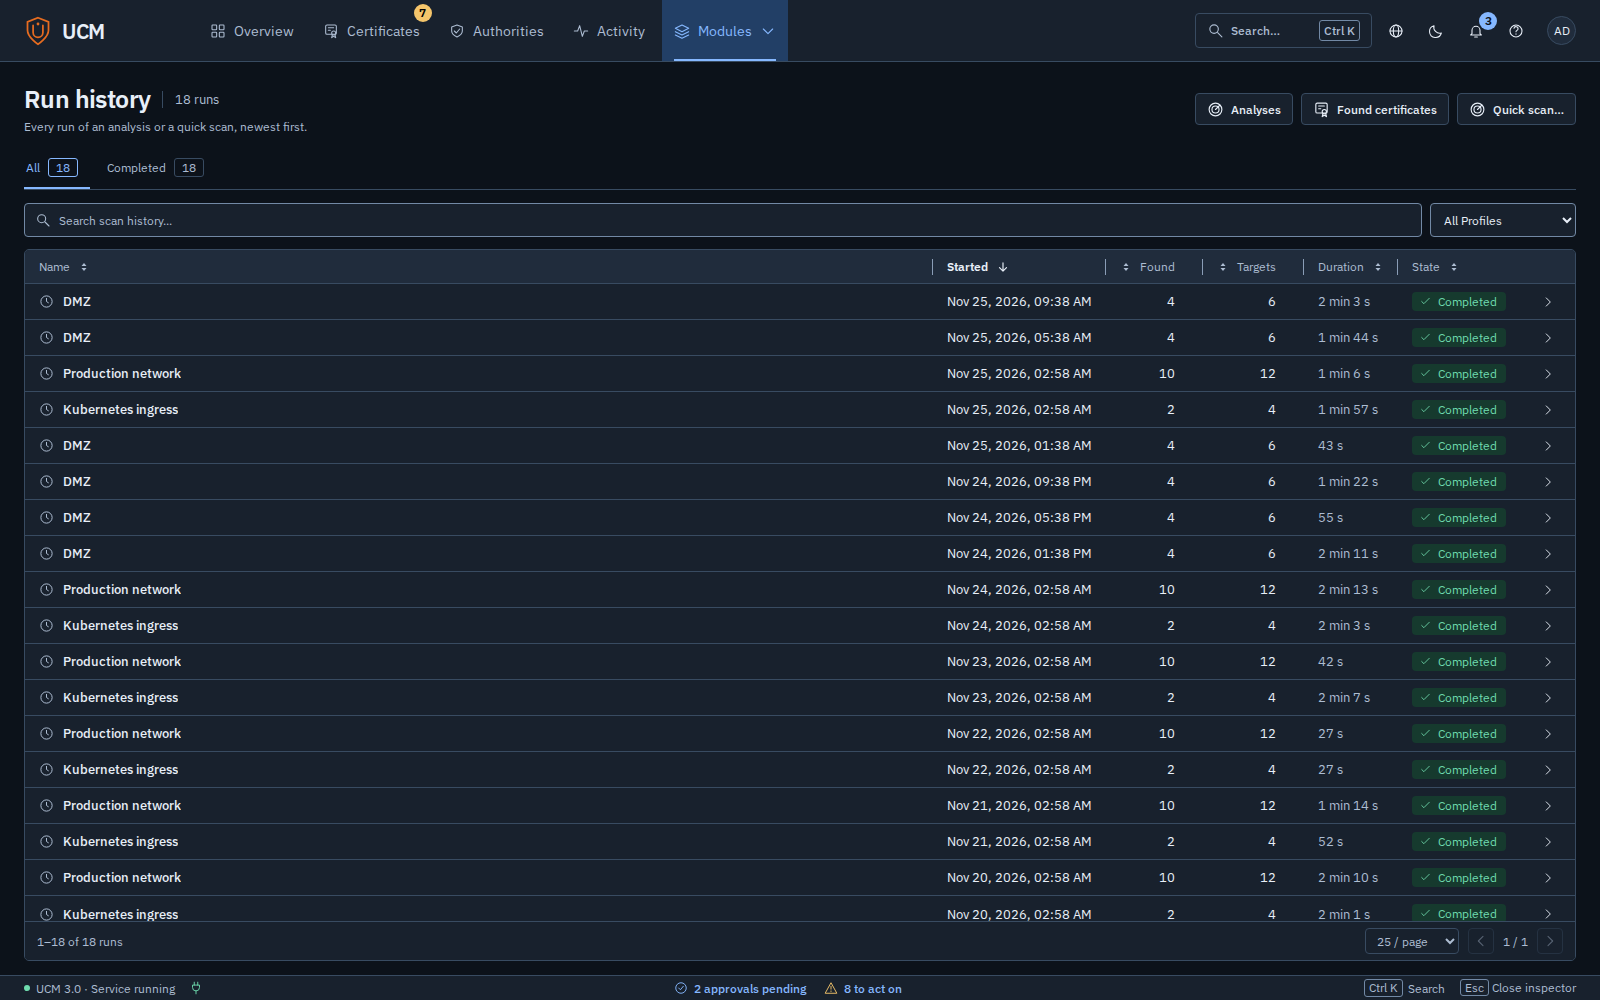 UCM
Overview
Certificates 7
Authorities
Activity
Modules
Search... Ctrl K
3
AD
Run history 18 runs
Every run of an analysis or a quick scan, newest first.
Analyses
Found certificates
Quick scan...
All 18 Completed 18
Search scan history...
All Profiles
Name Started Found Targets Duration State
DMZ Nov 25, 2026, 09:38 AM 4 6 2 min 3 s Completed
DMZ Nov 25, 2026, 05:38 AM 4 6 1 min 44 s Completed
Production network Nov 25, 2026, 02:58 AM 10 12 1 min 6 s Completed
Kubernetes ingress Nov 25, 2026, 02:58 AM 2 4 1 min 57 s Completed
DMZ Nov 25, 2026, 01:38 AM 4 6 43 s Completed
DMZ Nov 24, 2026, 09:38 PM 4 6 1 min 22 s Completed
DMZ Nov 24, 2026, 05:38 PM 4 6 55 s Completed
DMZ Nov 24, 2026, 01:38 PM 4 6 2 min 11 s Completed
Production network Nov 24, 2026, 02:58 AM 10 12 2 min 13 s Completed
Kubernetes ingress Nov 24, 2026, 02:58 AM 2 4 2 min 3 s Completed
Production network Nov 23, 2026, 02:58 AM 10 12 42 s Completed
Kubernetes ingress Nov 23, 2026, 02:58 AM 2 4 2 min 7 s Completed
Production network Nov 22, 2026, 02:58 AM 10 12 27 s Completed
Kubernetes ingress Nov 22, 2026, 02:58 AM 2 4 27 s Completed
Production network Nov 21, 2026, 02:58 AM 10 12 1 min 14 s Completed
Kubernetes ingress Nov 21, 2026, 02:58 AM 2 4 52 s Completed
Production network Nov 20, 2026, 02:58 AM 10 12 2 min 10 s Completed
Kubernetes ingress Nov 20, 2026, 02:58 AM 2 4 2 min 1 s Completed
1–18 of 18 runs
25 / page
1 / 1
UCM 3.0 · Service running
2 approvals pending
8 to act on
Ctrl K Search
Esc Close inspector